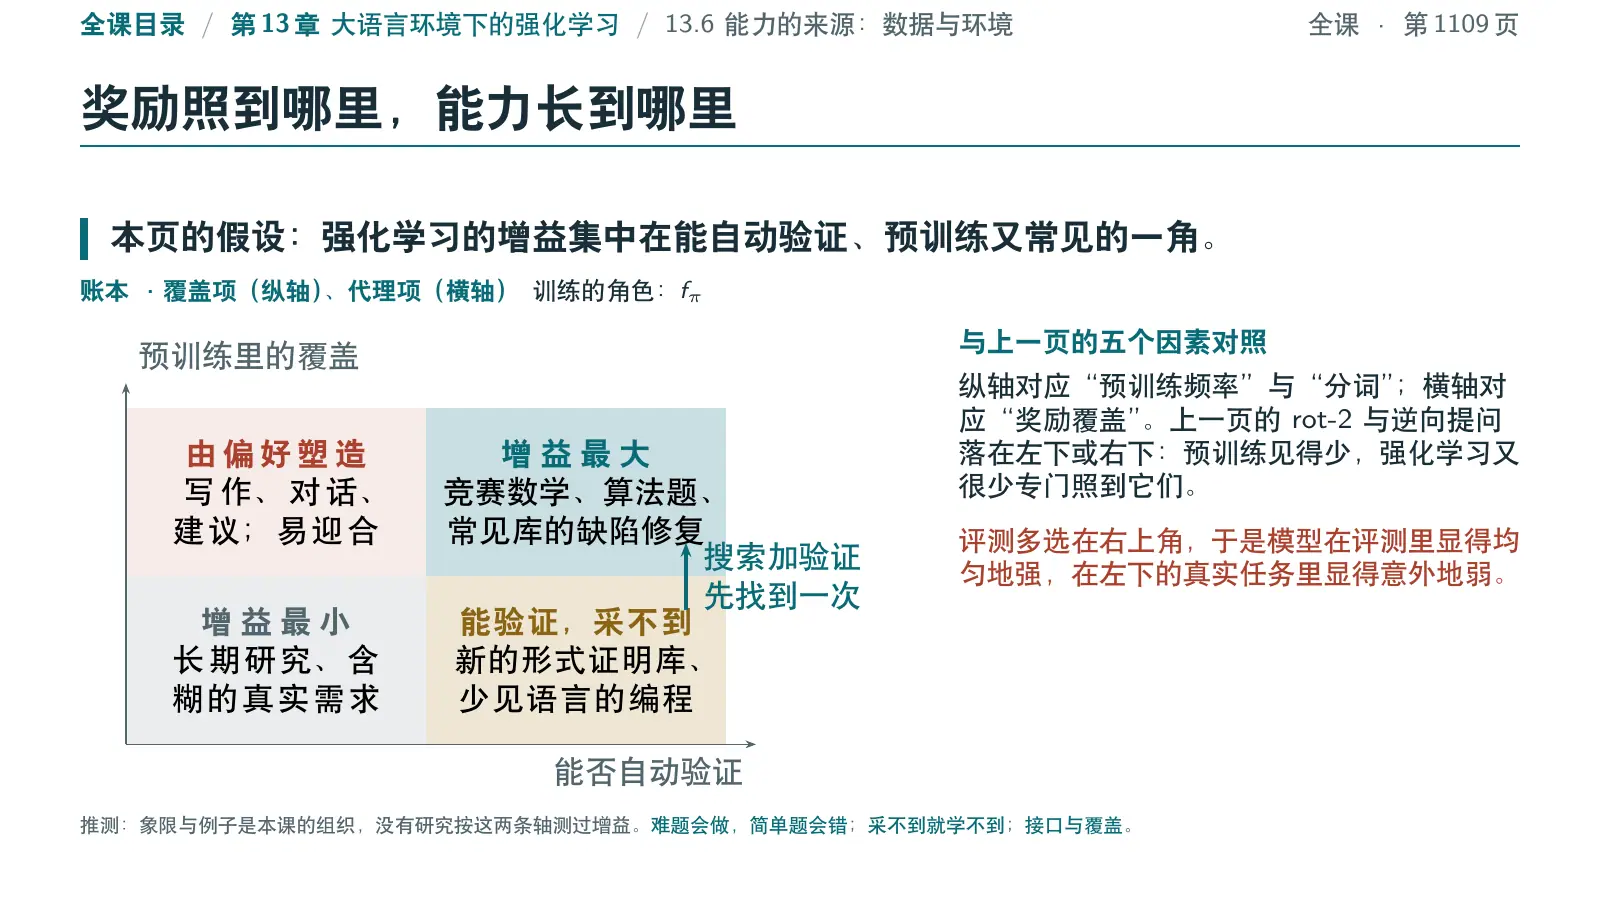 全课目录 / 第 13 章 大语言环境下的强化学习 / 13.6 能力的来源：数据与环境
全课 · 第 1109 页
奖励照到哪里，能力长到哪里
本页的假设：强化学习的增益集中在能自动验证、预训练又常见的一角。
账本 · 覆盖项（纵轴）、代理项（横轴） 训练的角色：fπ
预训练里的覆盖
由偏好塑造
写作、对话、
建议；易迎合
增益最大
竞赛数学、算法题、
常见库的缺陷修复
搜索加验证
先找到一次
增益最小
长期研究、含
糊的真实需求
能验证，采不到
新的形式证明库、
少见语言的编程
能否自动验证
与上一页的五个因素对照
纵轴对应“预训练频率”与“分词”；横轴对
应“奖励覆盖”。上一页的 rot-2 与逆向提问
落在左下或右下：预训练见得少，强化学习又
很少专门照到它们。
评测多选在右上角，于是模型在评测里显得均
匀地强，在左下的真实任务里显得意外地弱。
推测：象限与例子是本课的组织，没有研究按这两条轴测过增益。难题会做，简单题会错；采不到就学不到；接口与覆盖。